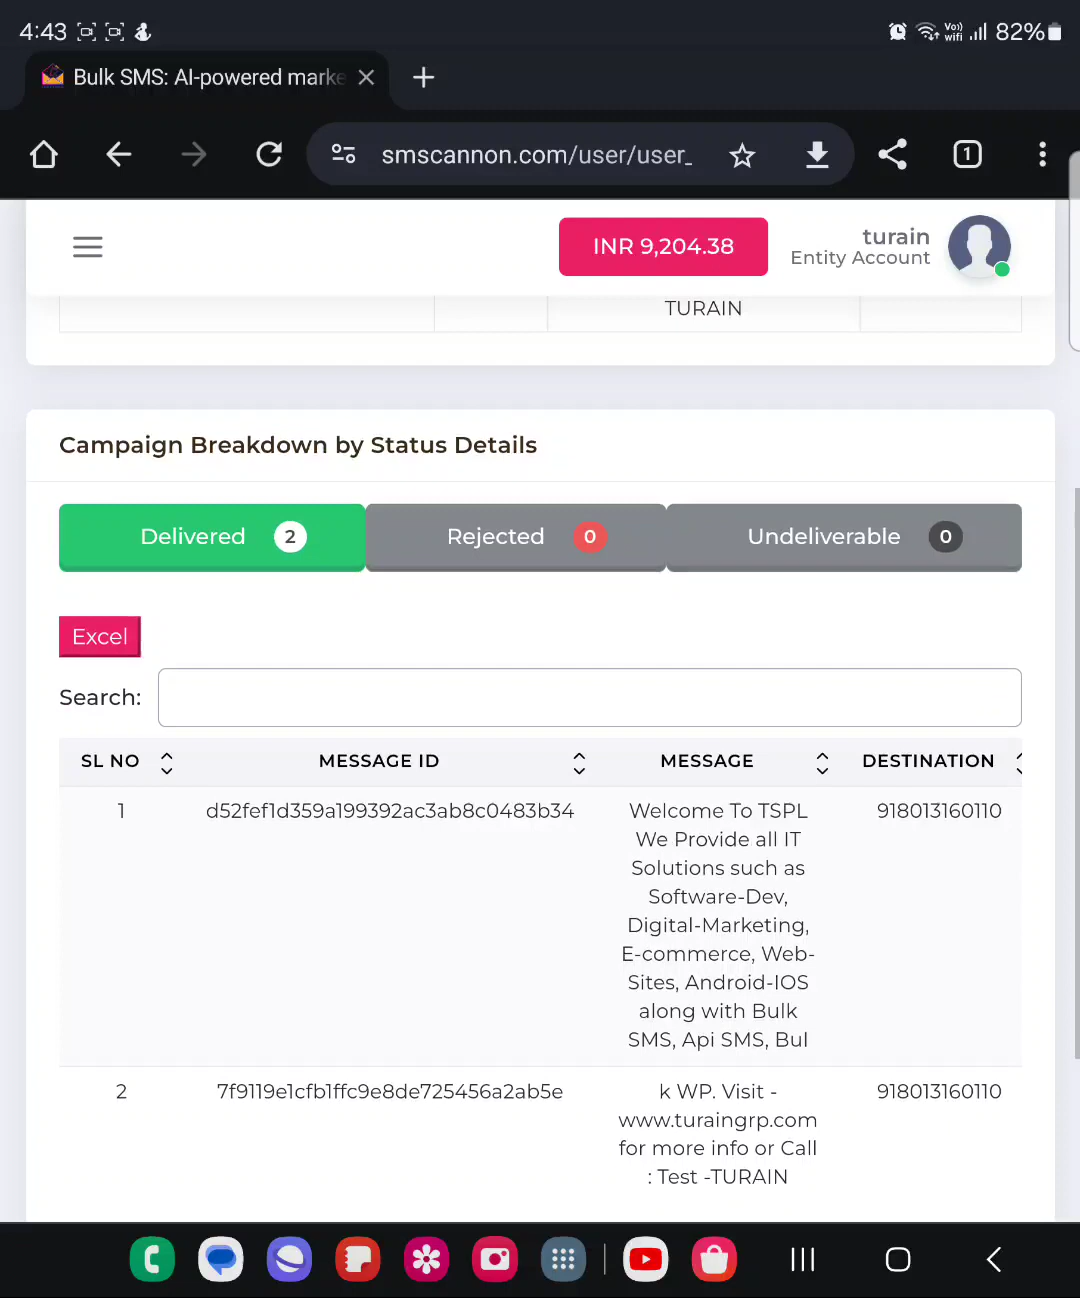 4:43
Vo))
wifi
82%
Bulk SMS: AI-powered marke
smscannon.com/user/user_
1
INR 9,204.38
turain
Entity Account
TURAIN
Campaign Breakdown by Status Details
Delivered 2
Rejected 0
Undeliverable 0
Excel
Search:
SL NO MESSAGE ID MESSAGE DESTINATION
1 d52fef1d359a199392ac3ab8c0483b34 Welcome To TSPL 918013160110
We Provide all IT
Solutions such as
Software-Dev,
Digital-Marketing,
E-commerce, Web-
Sites, Android-IOS
along with Bulk
SMS, Api SMS, Bul
2 7f9119e1cfb1ffc9e8de725456a2ab5e k WP. Visit - 918013160110
www.turaingrp.com
for more info or Call
: Test -TURAIN